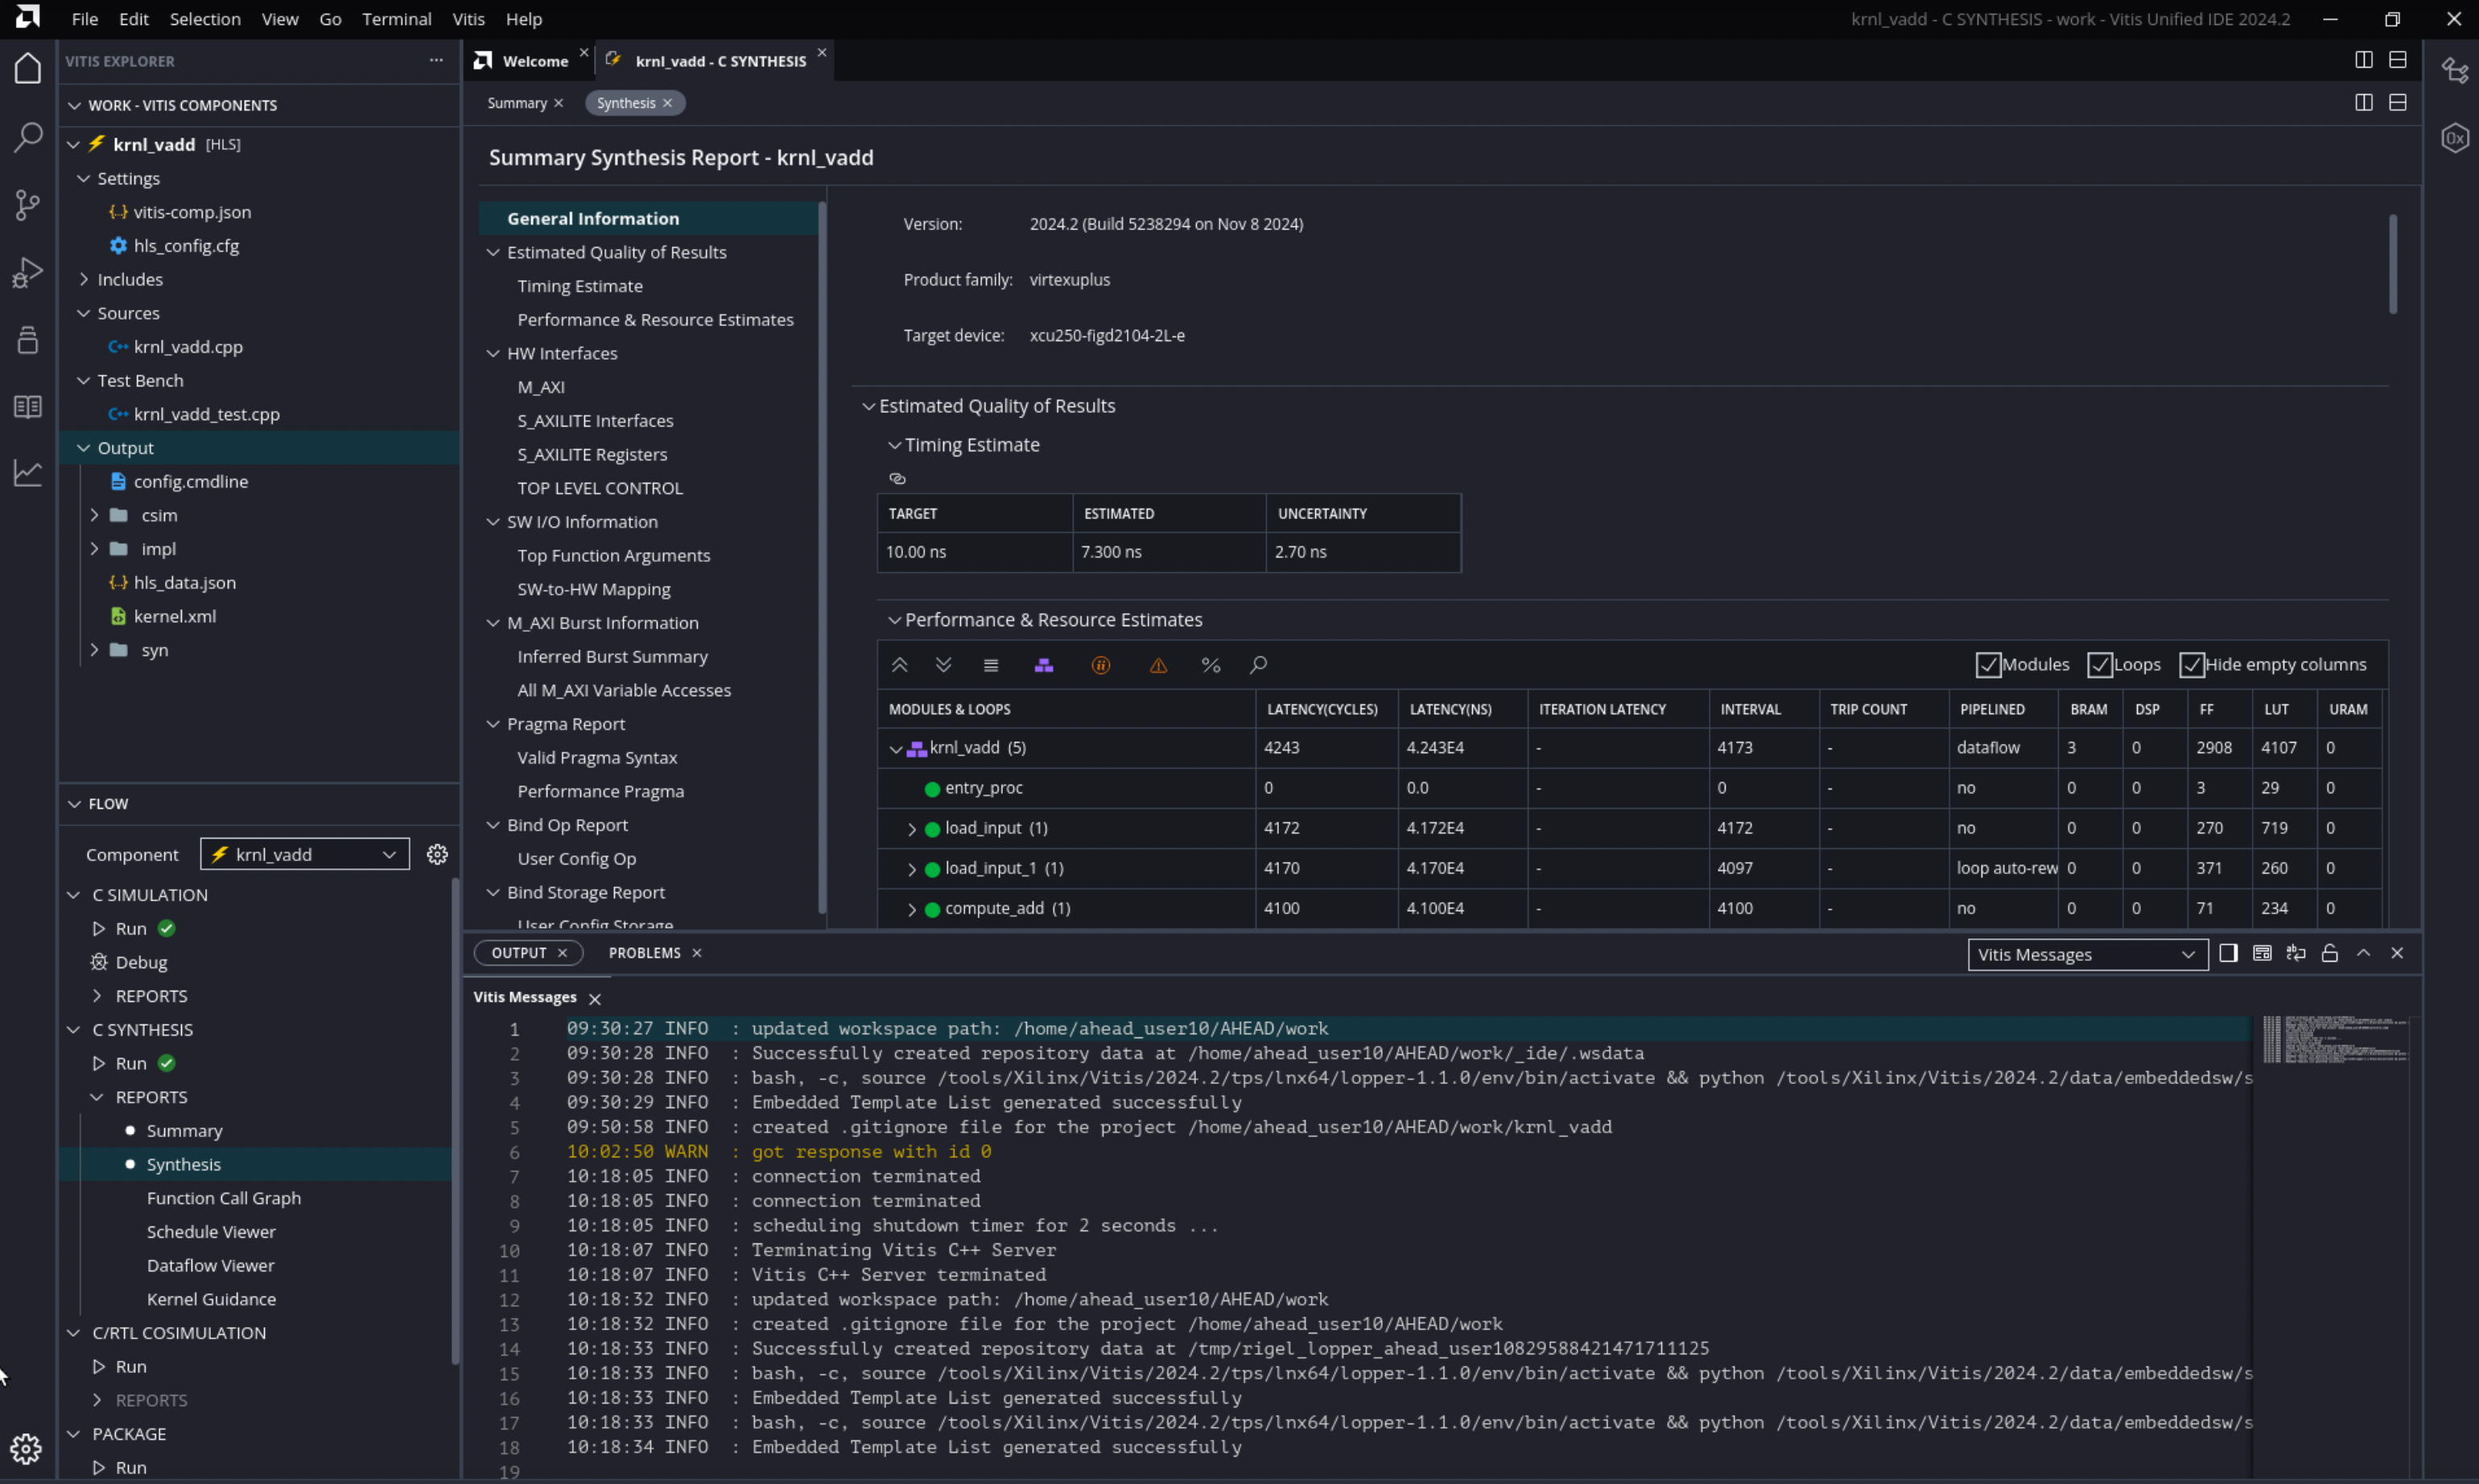 File Edit Selection View Go Terminal Vitis Help
krnl_vadd - C SYNTHESIS - work - Vitis Unified IDE 2024.2
VITIS EXPLORER
WORK - VITIS COMPONENTS
krnl_vadd [HLS]
Settings
vitis-comp.json
hls_config.cfg
Includes
Sources
krnl_vadd.cpp
Test Bench
krnl_vadd_test.cpp
Output
config.cmdline
csim
impl
hls_data.json
kernel.xml
syn
FLOW
Component krnl_vadd
C SIMULATION
Run
Debug
REPORTS
C SYNTHESIS
Run
REPORTS
Summary
Synthesis
Function Call Graph
Schedule Viewer
Dataflow Viewer
Kernel Guidance
C/RTL COSIMULATION
Run
REPORTS
PACKAGE
Run
Welcome
krnl_vadd - C SYNTHESIS
Summary
Synthesis
Summary Synthesis Report - krnl_vadd
General Information
Estimated Quality of Results
Timing Estimate
Performance & Resource Estimates
HW Interfaces
M_AXI
S_AXILITE Interfaces
S_AXILITE Registers
TOP LEVEL CONTROL
SW I/O Information
Top Function Arguments
SW-to-HW Mapping
M_AXI Burst Information
Inferred Burst Summary
All M_AXI Variable Accesses
Pragma Report
Valid Pragma Syntax
Performance Pragma
Bind Op Report
User Config Op
Bind Storage Report
User Config Storage
Version: 2024.2 (Build 5238294 on Nov 8 2024)
Product family: virtexuplus
Target device: xcu250-figd2104-2L-e
Estimated Quality of Results
Timing Estimate
TARGET ESTIMATED UNCERTAINTY
10.00 ns 7.300 ns 2.70 ns
Performance & Resource Estimates
% Modules Loops Hide empty columns
MODULES & LOOPS LATENCY(CYCLES) LATENCY(NS) ITERATION LATENCY INTERVAL TRIP COUNT PIPELINED BRAM DSP FF LUT URAM
krnl_vadd (5) 4243 4.243E4 - 4173 - dataflow 3 0 2908 4107 0
entry_proc 0 0.0 - 0 - no 0 0 3 29 0
load_input (1) 4172 4.172E4 - 4172 - no 0 0 270 719 0
load_input_1 (1) 4170 4.170E4 - 4097 - loop auto-rew 0 0 371 260 0
compute_add (1) 4100 4.100E4 - 4100 - no 0 0 71 234 0
OUTPUT PROBLEMS
Vitis Messages
Vitis Messages
1 09:30:27 INFO : updated workspace path: /home/ahead_user10/AHEAD/work
2 09:30:28 INFO : Successfully created repository data at /home/ahead_user10/AHEAD/work/_ide/.wsdata
3 09:30:28 INFO : bash, -c, source /tools/Xilinx/Vitis/2024.2/tps/lnx64/lopper-1.1.0/env/bin/activate && python /tools/Xilinx/Vitis/2024.2/data/embeddedsw/s
4 09:30:29 INFO : Embedded Template List generated successfully
5 09:50:58 INFO : created .gitignore file for the project /home/ahead_user10/AHEAD/work/krnl_vadd
6 10:02:50 WARN : got response with id 0
7 10:18:05 INFO : connection terminated
8 10:18:05 INFO : connection terminated
9 10:18:05 INFO : scheduling shutdown timer for 2 seconds ...
10 10:18:07 INFO : Terminating Vitis C++ Server
11 10:18:07 INFO : Vitis C++ Server terminated
12 10:18:32 INFO : updated workspace path: /home/ahead_user10/AHEAD/work
13 10:18:32 INFO : created .gitignore file for the project /home/ahead_user10/AHEAD/work
14 10:18:33 INFO : Successfully created repository data at /tmp/rigel_lopper_ahead_user10829588421471711125
15 10:18:33 INFO : bash, -c, source /tools/Xilinx/Vitis/2024.2/tps/lnx64/lopper-1.1.0/env/bin/activate && python /tools/Xilinx/Vitis/2024.2/data/embeddedsw/s
16 10:18:33 INFO : Embedded Template List generated successfully
17 10:18:33 INFO : bash, -c, source /tools/Xilinx/Vitis/2024.2/tps/lnx64/lopper-1.1.0/env/bin/activate && python /tools/Xilinx/Vitis/2024.2/data/embeddedsw/s
18 10:18:34 INFO : Embedded Template List generated successfully
19